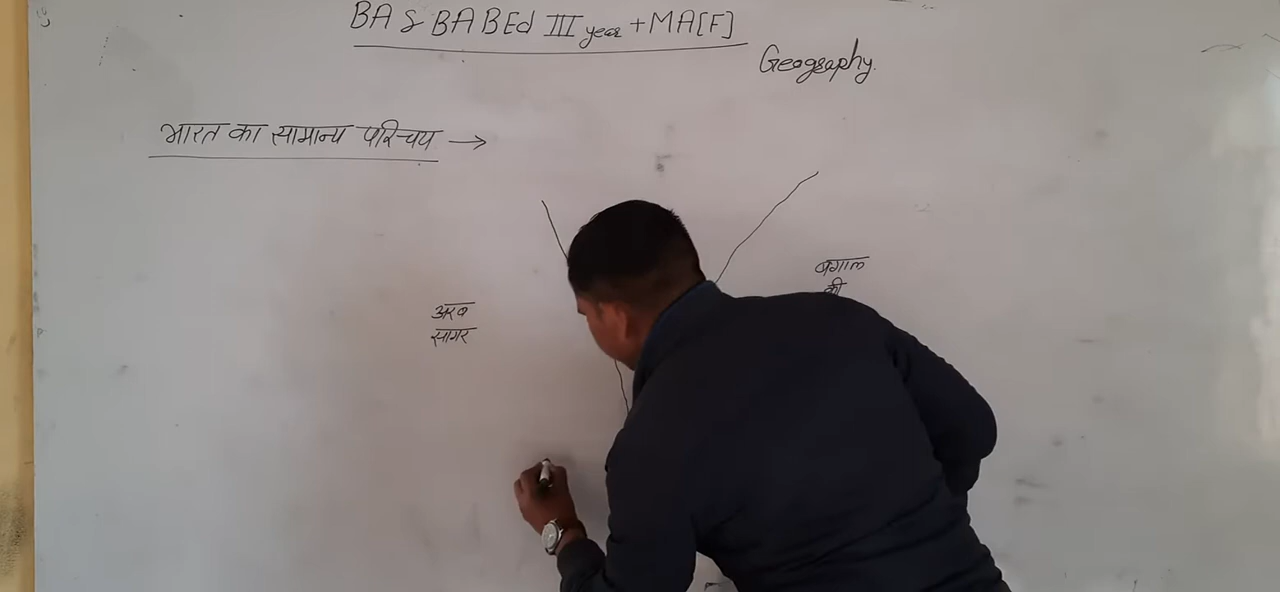 BA & BA BEd III year + MA[F]
Geography.
भारत का सामान्य परिचय →
बंगाल
की
अरब
सागर